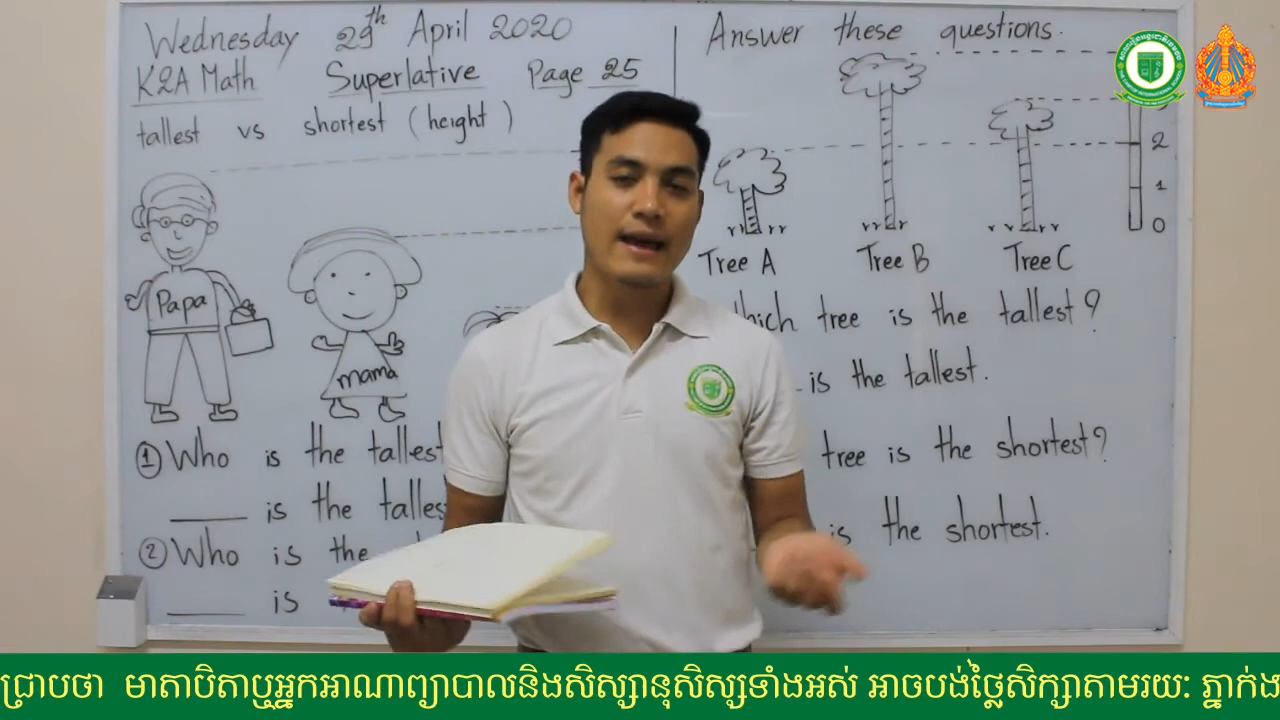 Wednesday 29th April 2020
K2A Math Superlative Page 25
tallest vs shortest (height)
Papa
mama
① Who is the tallest
____ is the talles
② Who is the
____ is
Answer these questions.
2
1
0
Tree A Tree B Tree C
hich tree is the tallest?
is the tallest.
tree is the shortest?
is the shortest.
ជ្រាបថា មាតាបិតាឬអ្នកអាណាព្យាបាលនិងសិស្សានុសិស្សទាំងអស់ អាចបង់ថ្លៃសិក្សាតាមរយៈ ភ្នាក់ង